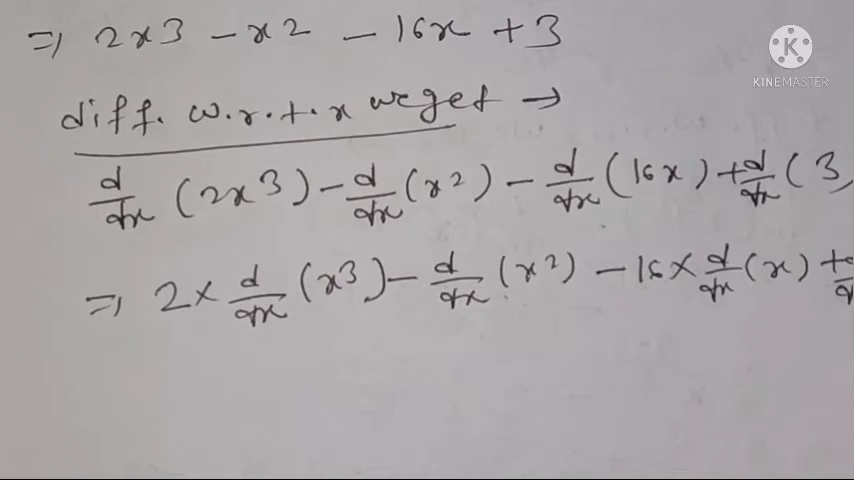 ⇒ 2x3 - x2 - 16x + 3
K
KINEMASTER
diff. w.r.t.x we get →
d/dx (2x3) - d/dx (x2) - d/dx (16x) + d/dx (3)
⇒ 2 × d/dx (x3) - d/dx (x2) - 16 × d/dx (x) +